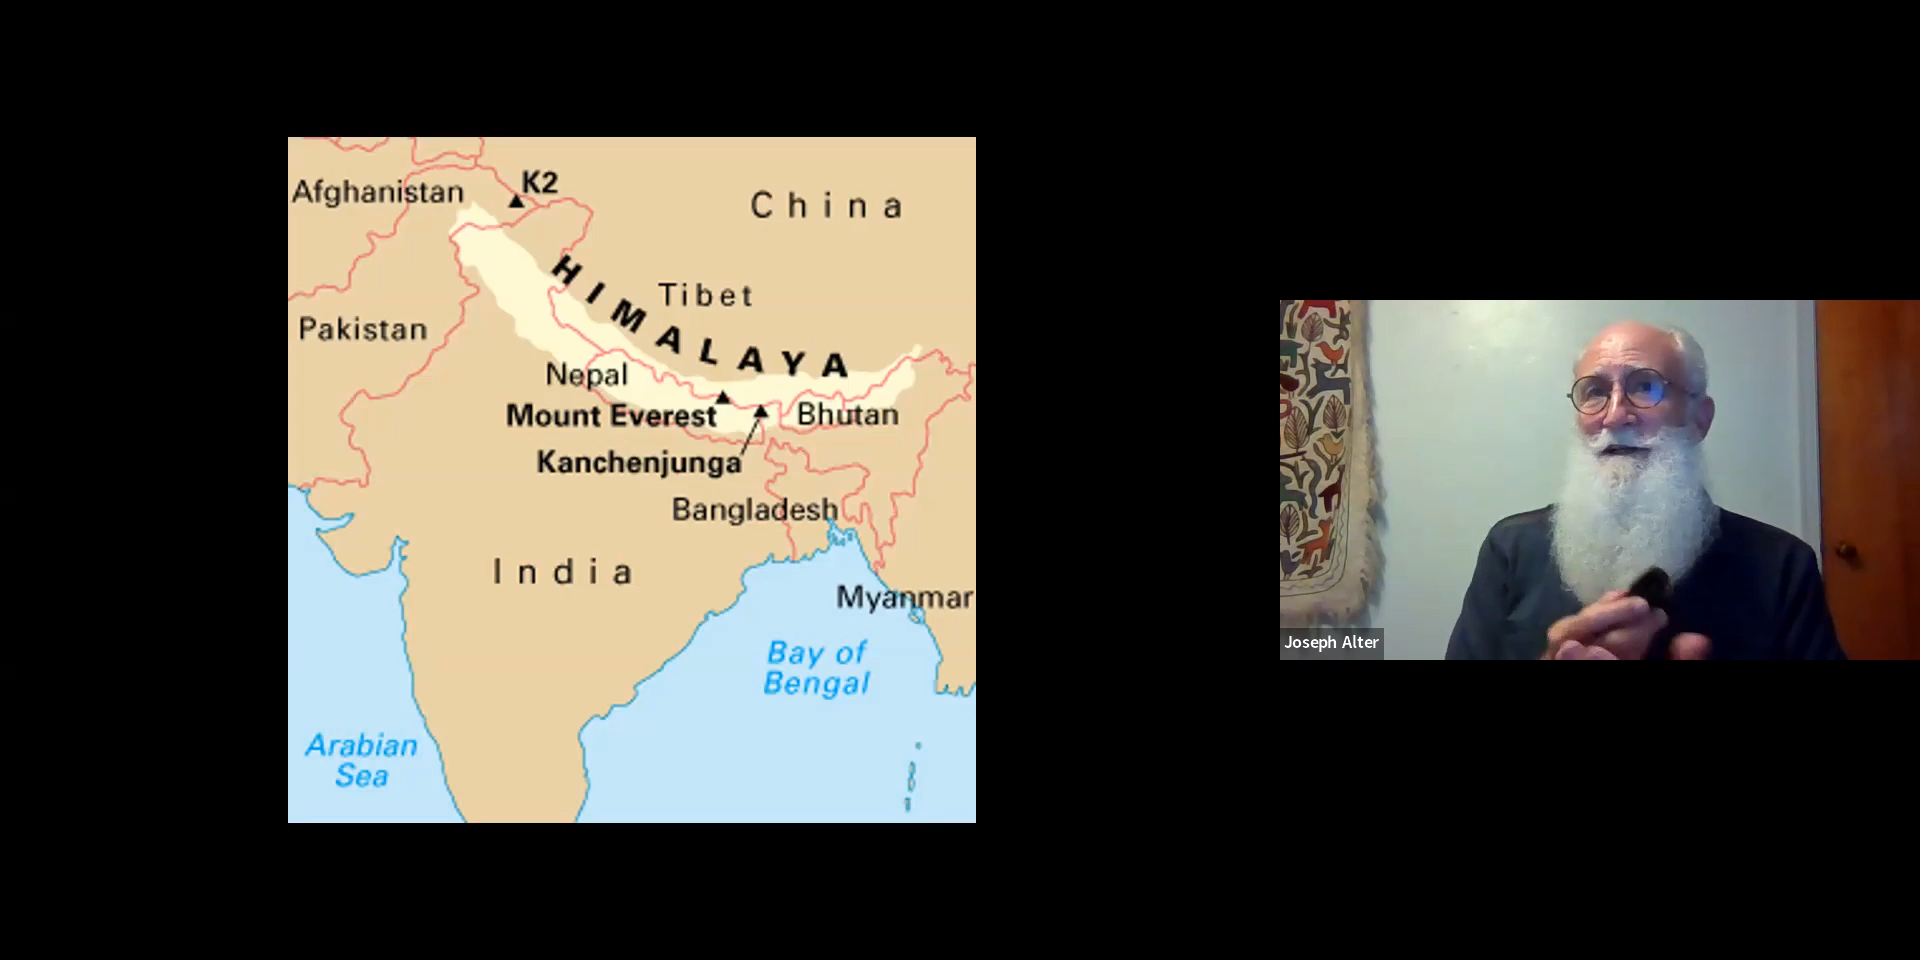 K2
Afghanistan
China
HIMALAYA
Tibet
Pakistan
Nepal
Mount Everest
Bhutan
Kanchenjunga
Bangladesh
India
Myanmar
Bay of
Bengal
Arabian
Sea
Joseph Alter